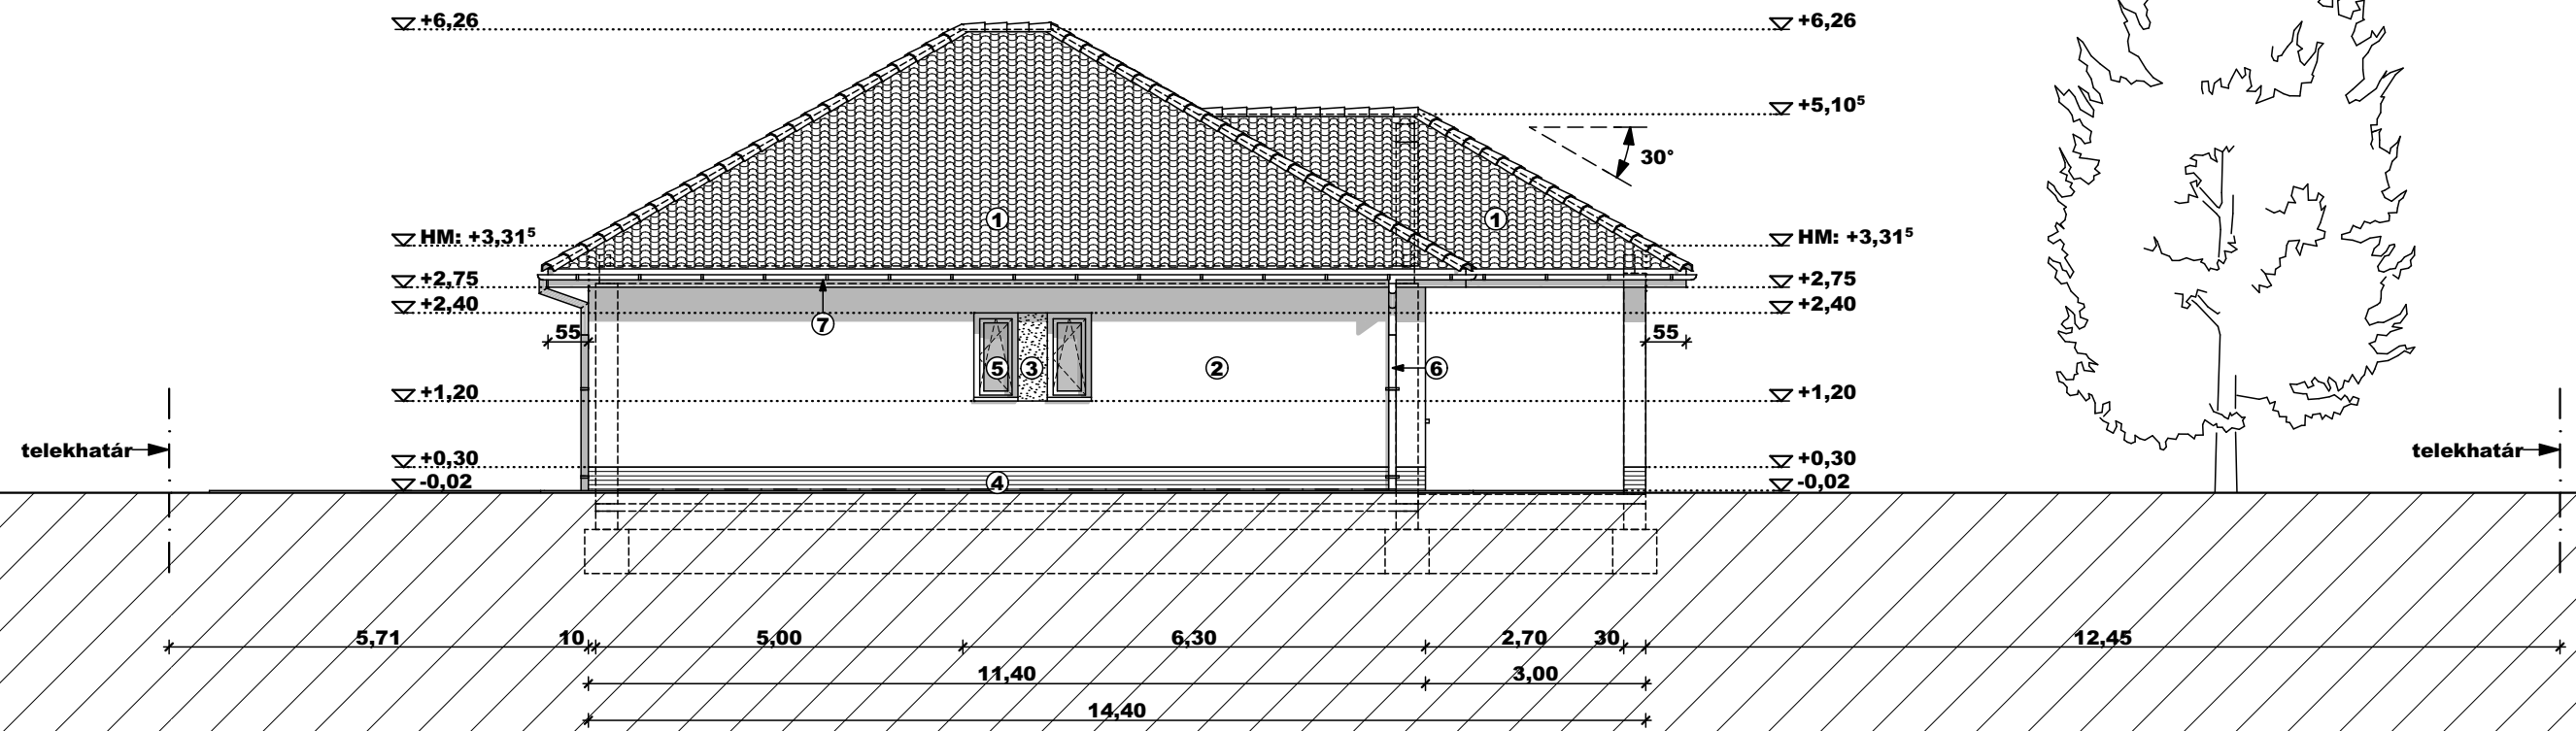 +6,26 +6,26
+5,10⁵
30°
1 1
HM: +3,31⁵ HM: +3,31⁵
+2,75 +2,75
+2,40 +2,40
7
55 55
5 3 2 6
+1,20 +1,20
telekhatár telekhatár
+0,30 +0,30
-0,02 4 -0,02
5,71 10 5,00 6,30 2,70 30 12,45
11,40 3,00
14,40